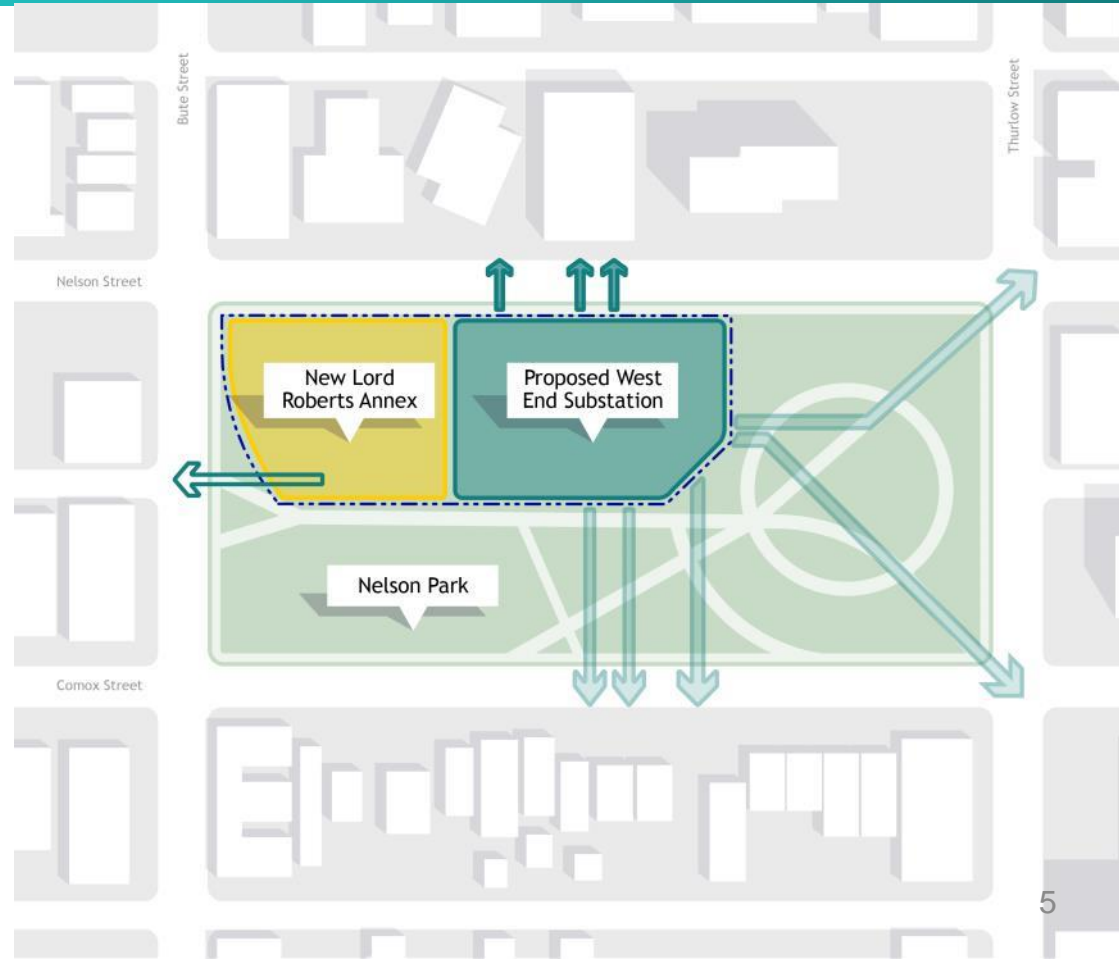 Bute Street
Thurlow Street
Nelson Street
New Lord
Roberts Annex
Proposed West
End Substation
Nelson Park
Comox Street
5